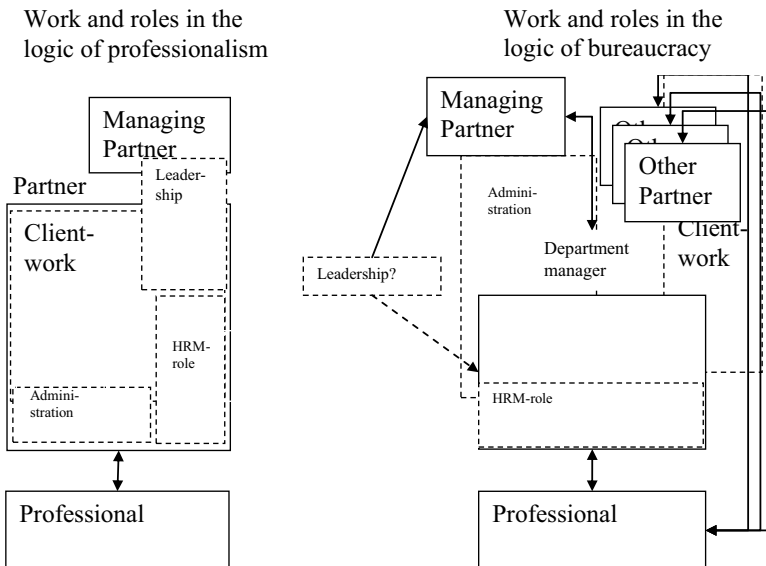 Work and roles in the
logic of professionalism
Managing
Partner
Leader-
ship
Partner
Client-
work
HRM-
role
Admini-
stration
Professional
Work and roles in the
logic of bureaucracy
Managing
Partner
Other
Partner
Admini-
stration
Client-
work
Department
manager
Leadership?
HRM-role
Professional